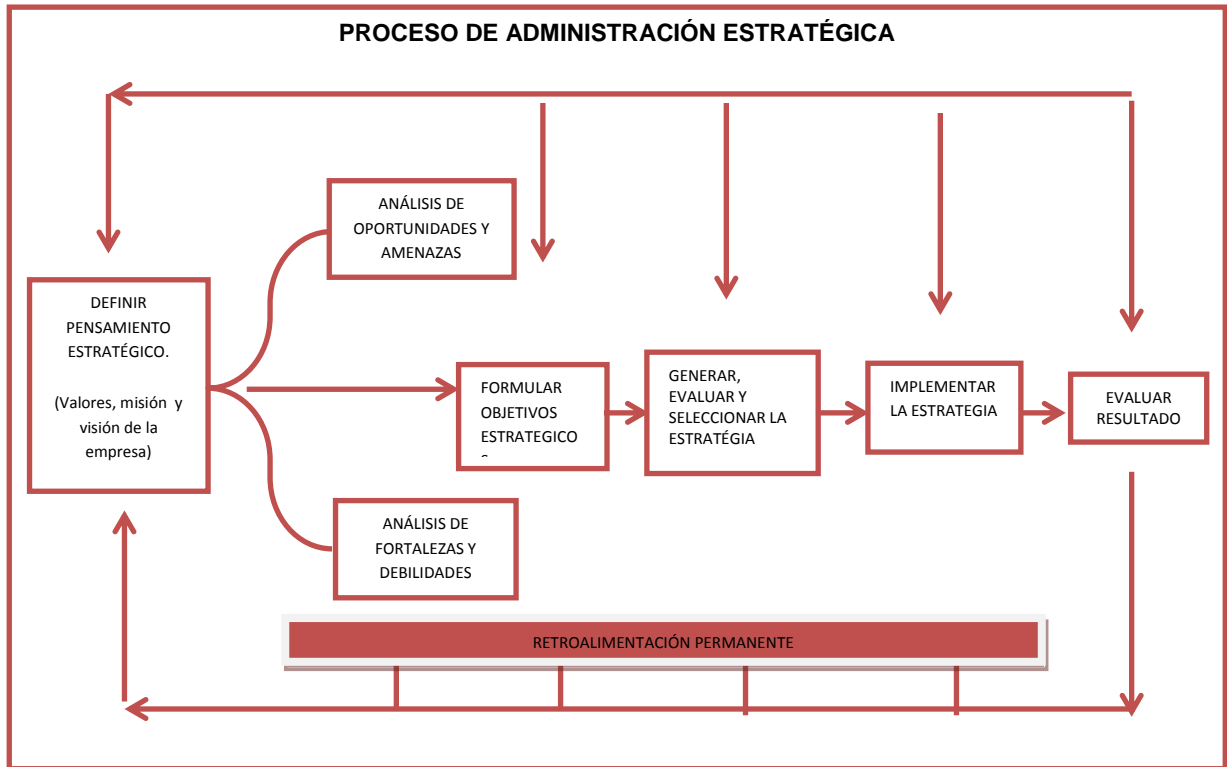 PROCESO DE ADMINISTRACIÓN ESTRATÉGICA
ANÁLISIS DE
OPORTUNIDADES Y
AMENAZAS
DEFINIR
PENSAMIENTO
ESTRATÉGICO.
(Valores, misión y
visión de la
empresa)
FORMULAR
OBJETIVOS
ESTRATEGICO
GENERAR,
EVALUAR Y
SELECCIONAR LA
ESTRATÉGIA
IMPLEMENTAR
LA ESTRATEGIA
EVALUAR
RESULTADO
ANÁLISIS DE
FORTALEZAS Y
DEBILIDADES
RETROALIMENTACIÓN PERMANENTE